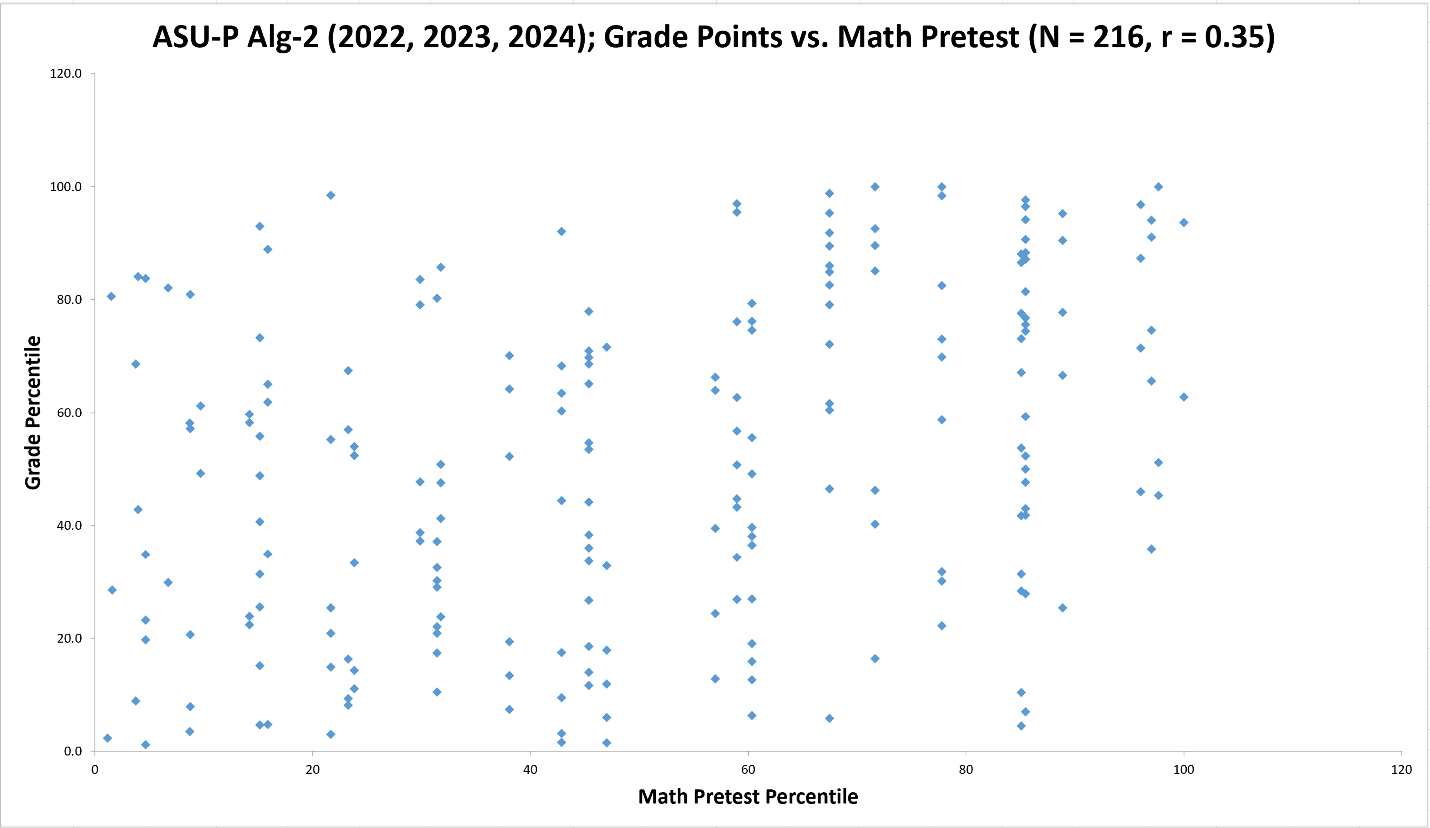 ASU-P Alg-2 (2022, 2023, 2024); Grade Points vs. Math Pretest (N = 216, r = 0.35)
120.0
100.0
80.0
60.0
40.0
20.0
0.0
Grade Percentile
0 20 40 60 80 100 120
Math Pretest Percentile